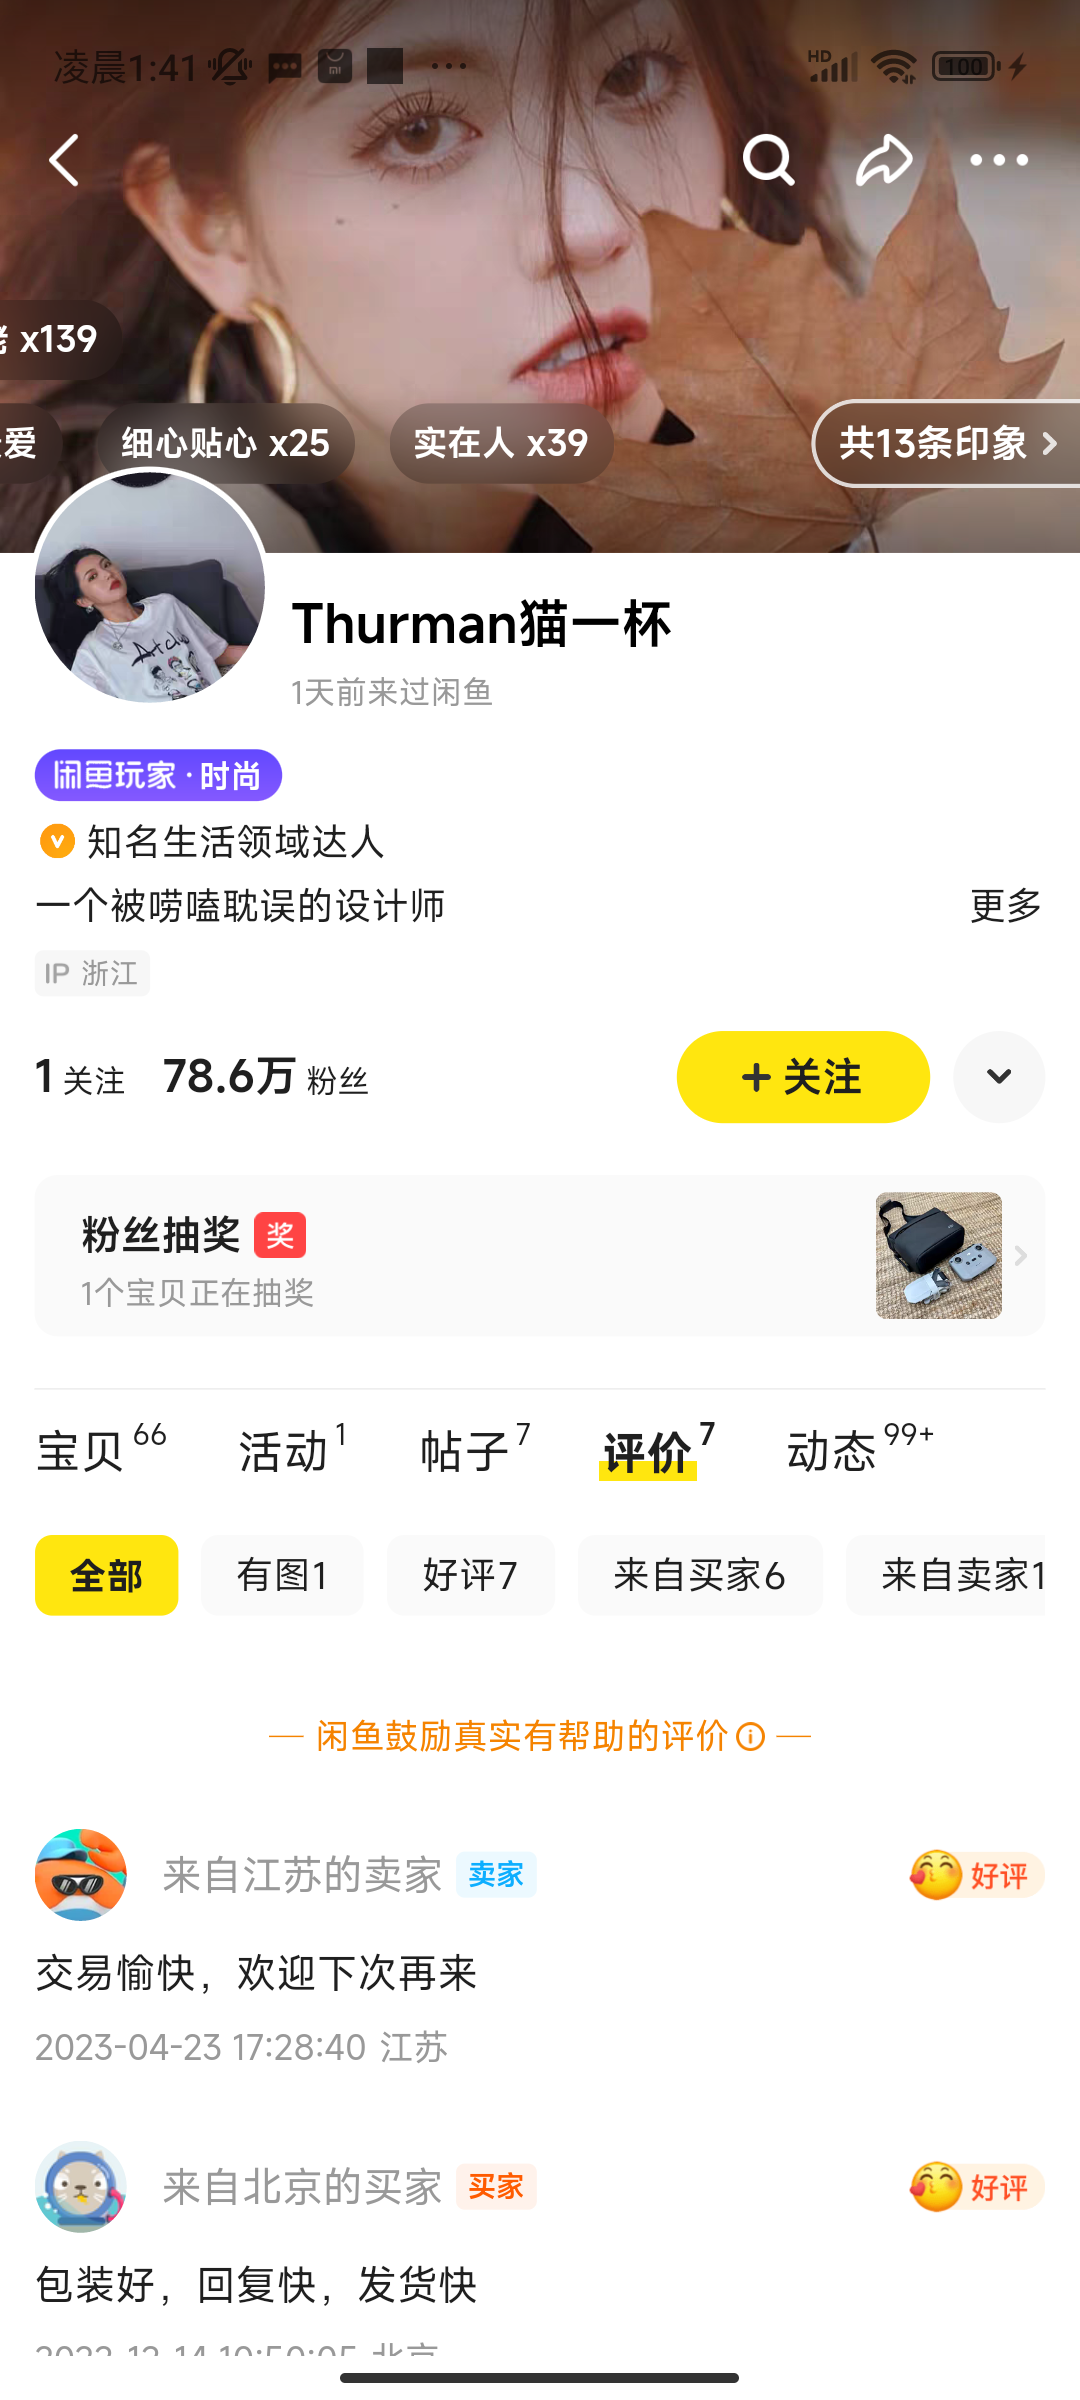 凌晨1:41
HD
100
x139
爱
细心贴心 x25
实在人 x39
共13条印象
Thurman猫一杯
1天前来过闲鱼
闲鱼玩家·时尚
知名生活领域达人
一个被唠嗑耽误的设计师
更多
IP 浙江
1 关注 78.6万 粉丝
+ 关注
粉丝抽奖 奖
1个宝贝正在抽奖
宝贝 66
活动 1
帖子 7
评价 7
动态 99+
全部
有图1
好评7
来自买家6
来自卖家1
闲鱼鼓励真实有帮助的评价
来自江苏的卖家 卖家
好评
交易愉快，欢迎下次再来
2023-04-23 17:28:40 江苏
来自北京的买家 买家
好评
包装好，回复快，发货快